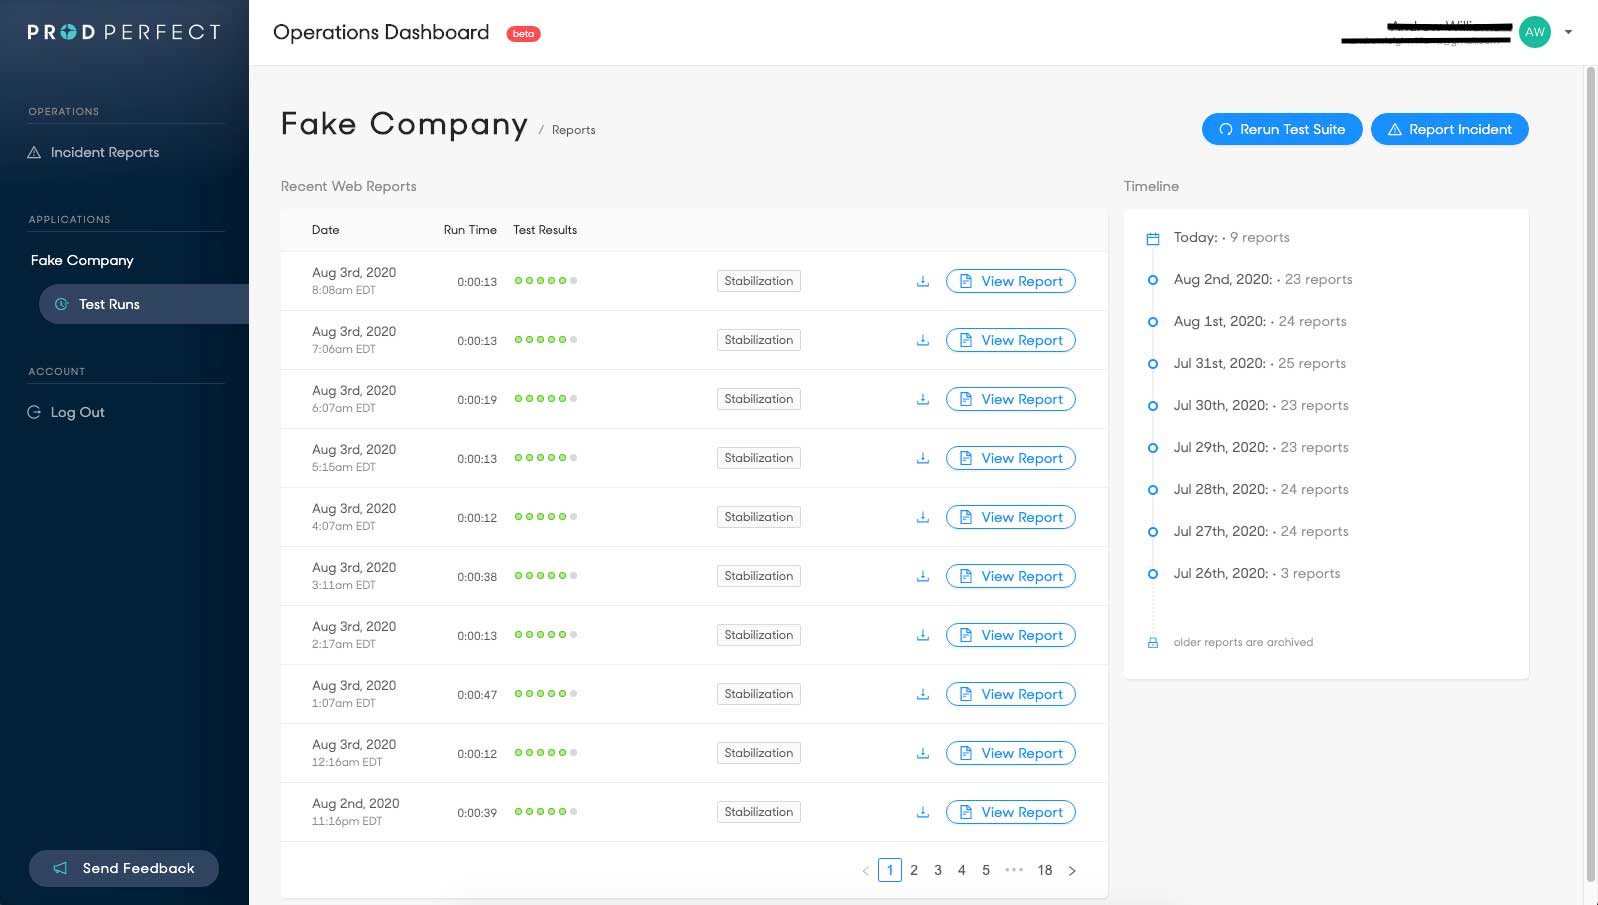 PRODPERFECT
Operations Dashboard beta
AW
OPERATIONS
Incident Reports
APPLICATIONS
Fake Company
Test Runs
ACCOUNT
Log Out
Send Feedback
Fake Company / Reports
Rerun Test Suite
Report Incident
Recent Web Reports
Date Run Time Test Results
Aug 3rd, 2020
8:08am EDT
0:00:13 Stabilization View Report
Aug 3rd, 2020
7:06am EDT
0:00:13 Stabilization View Report
Aug 3rd, 2020
6:07am EDT
0:00:19 Stabilization View Report
Aug 3rd, 2020
5:15am EDT
0:00:13 Stabilization View Report
Aug 3rd, 2020
4:07am EDT
0:00:12 Stabilization View Report
Aug 3rd, 2020
3:11am EDT
0:00:38 Stabilization View Report
Aug 3rd, 2020
2:17am EDT
0:00:13 Stabilization View Report
Aug 3rd, 2020
1:07am EDT
0:00:47 Stabilization View Report
Aug 3rd, 2020
12:16am EDT
0:00:12 Stabilization View Report
Aug 2nd, 2020
11:16pm EDT
0:00:39 Stabilization View Report
< 1 2 3 4 5 ••• 18 >
Timeline
Today: • 9 reports
Aug 2nd, 2020: • 23 reports
Aug 1st, 2020: • 24 reports
Jul 31st, 2020: • 25 reports
Jul 30th, 2020: • 23 reports
Jul 29th, 2020: • 23 reports
Jul 28th, 2020: • 24 reports
Jul 27th, 2020: • 24 reports
Jul 26th, 2020: • 3 reports
older reports are archived